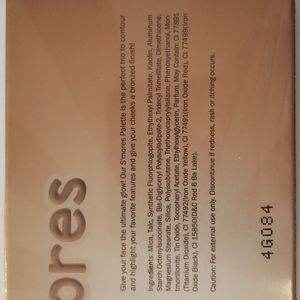 ores
Give your face the ultimate glow! Our S'mores Palette is the perfect trio to contour
and highlight your favorite features and give your cheeks a bronzed finish!
Ingredients: Mica, Talc, Synthetic Fluorphlogopite, Ethylhexyl Palmitate, Kaolin, Aluminum
Starch Octenylsuccinate, Bis-Diglyceryl Polyacyladipate-2, Tridecyl Trimellitate, Dimethicone,
Magnesium Stearate, Silica, Polyisobutene, Triethoxycaprylylsilane, Phenoxyethanol, Mon-
tmorillonite, Tin Oxide, Tocopheryl Acetate, Ethylhexylglycerin, Parfum. May Contain: CI 77891
(Titanium Dioxide), CI 77492(Iron Oxide Yellow), CI 77491(Iron Oxide Red), CI 77499(Iron
Oxide Black), CI 15850(D&C Red 6 Ba Lake).
Caution: For external use only. Discontinue if redness, rash or itching occurs.
4G084